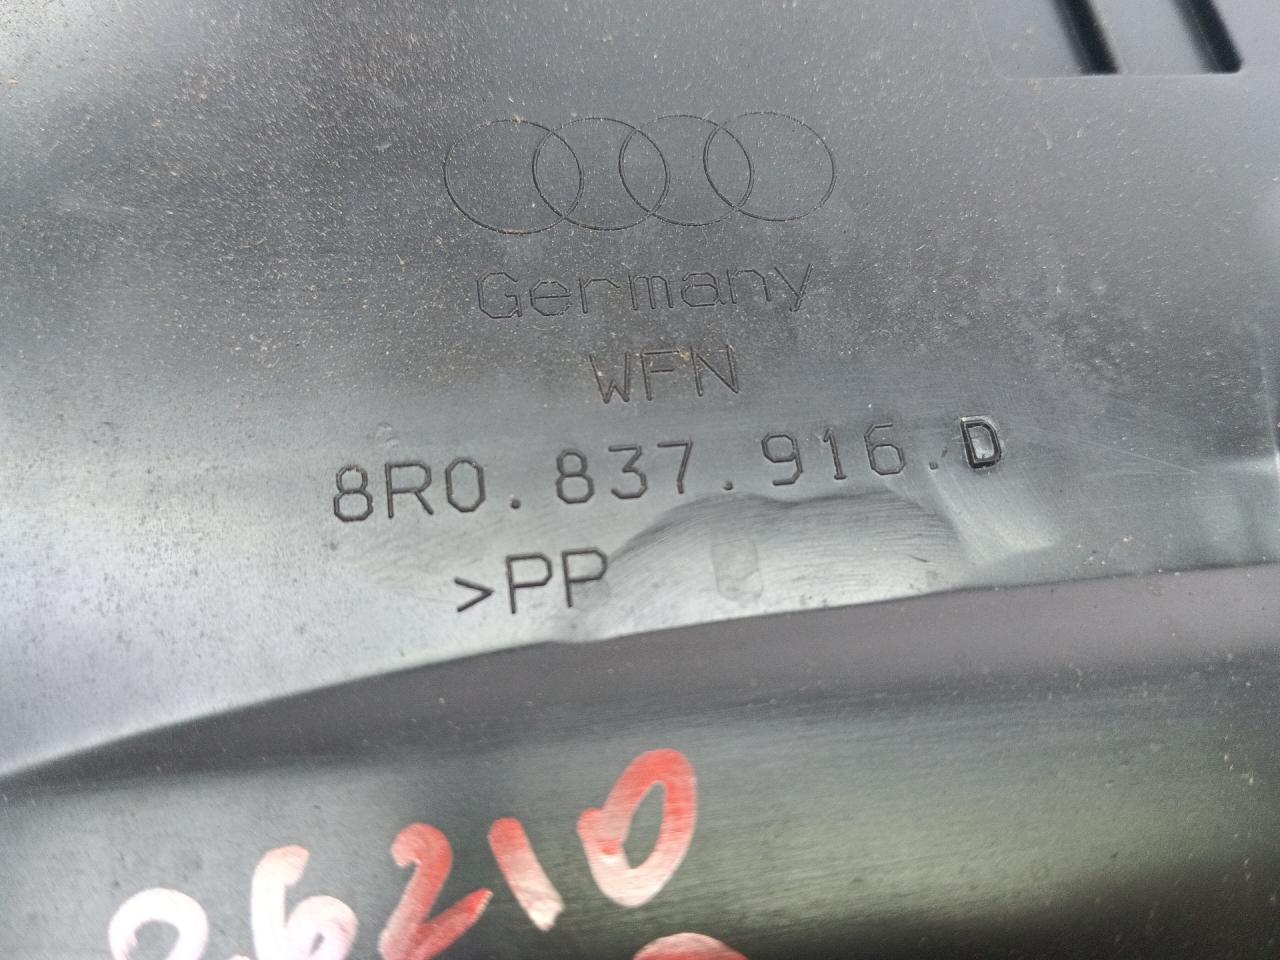 Germany
WFN
8R0.837.916.D
>PP
26210